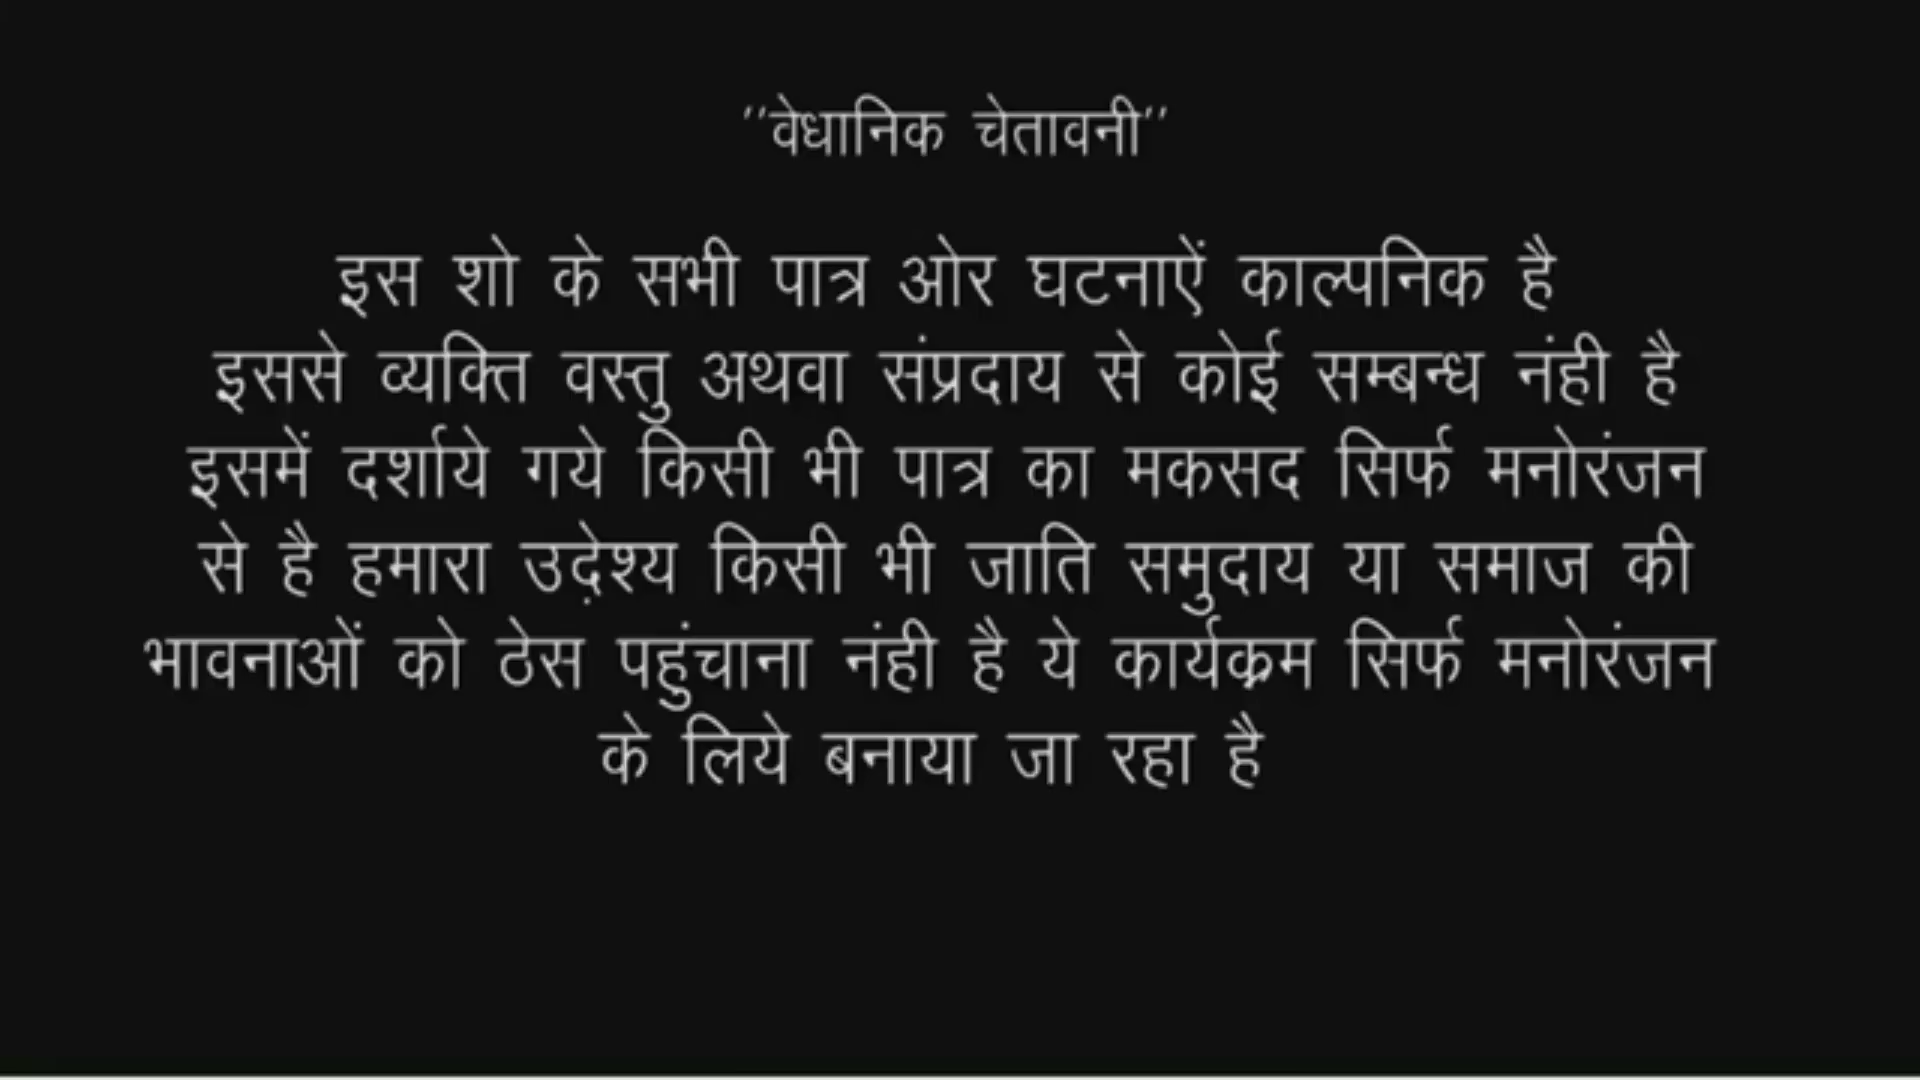 ''वेधानिक चेतावनी''
इस शो के सभी पात्र ओर घटनाऐं काल्पनिक है
इससे व्यक्ति वस्तु अथवा संप्रदाय से कोई सम्बन्ध नंही है
इसमें दर्शाये गये किसी भी पात्र का मकसद सिर्फ मनोरंजन
से है हमारा उद़ेश्य किसी भी जाति समुदाय या समाज की
भावनाओं को ठेस पहुंचाना नंही है ये कार्यक्रम सिर्फ मनोरंजन
के लिये बनाया जा रहा है